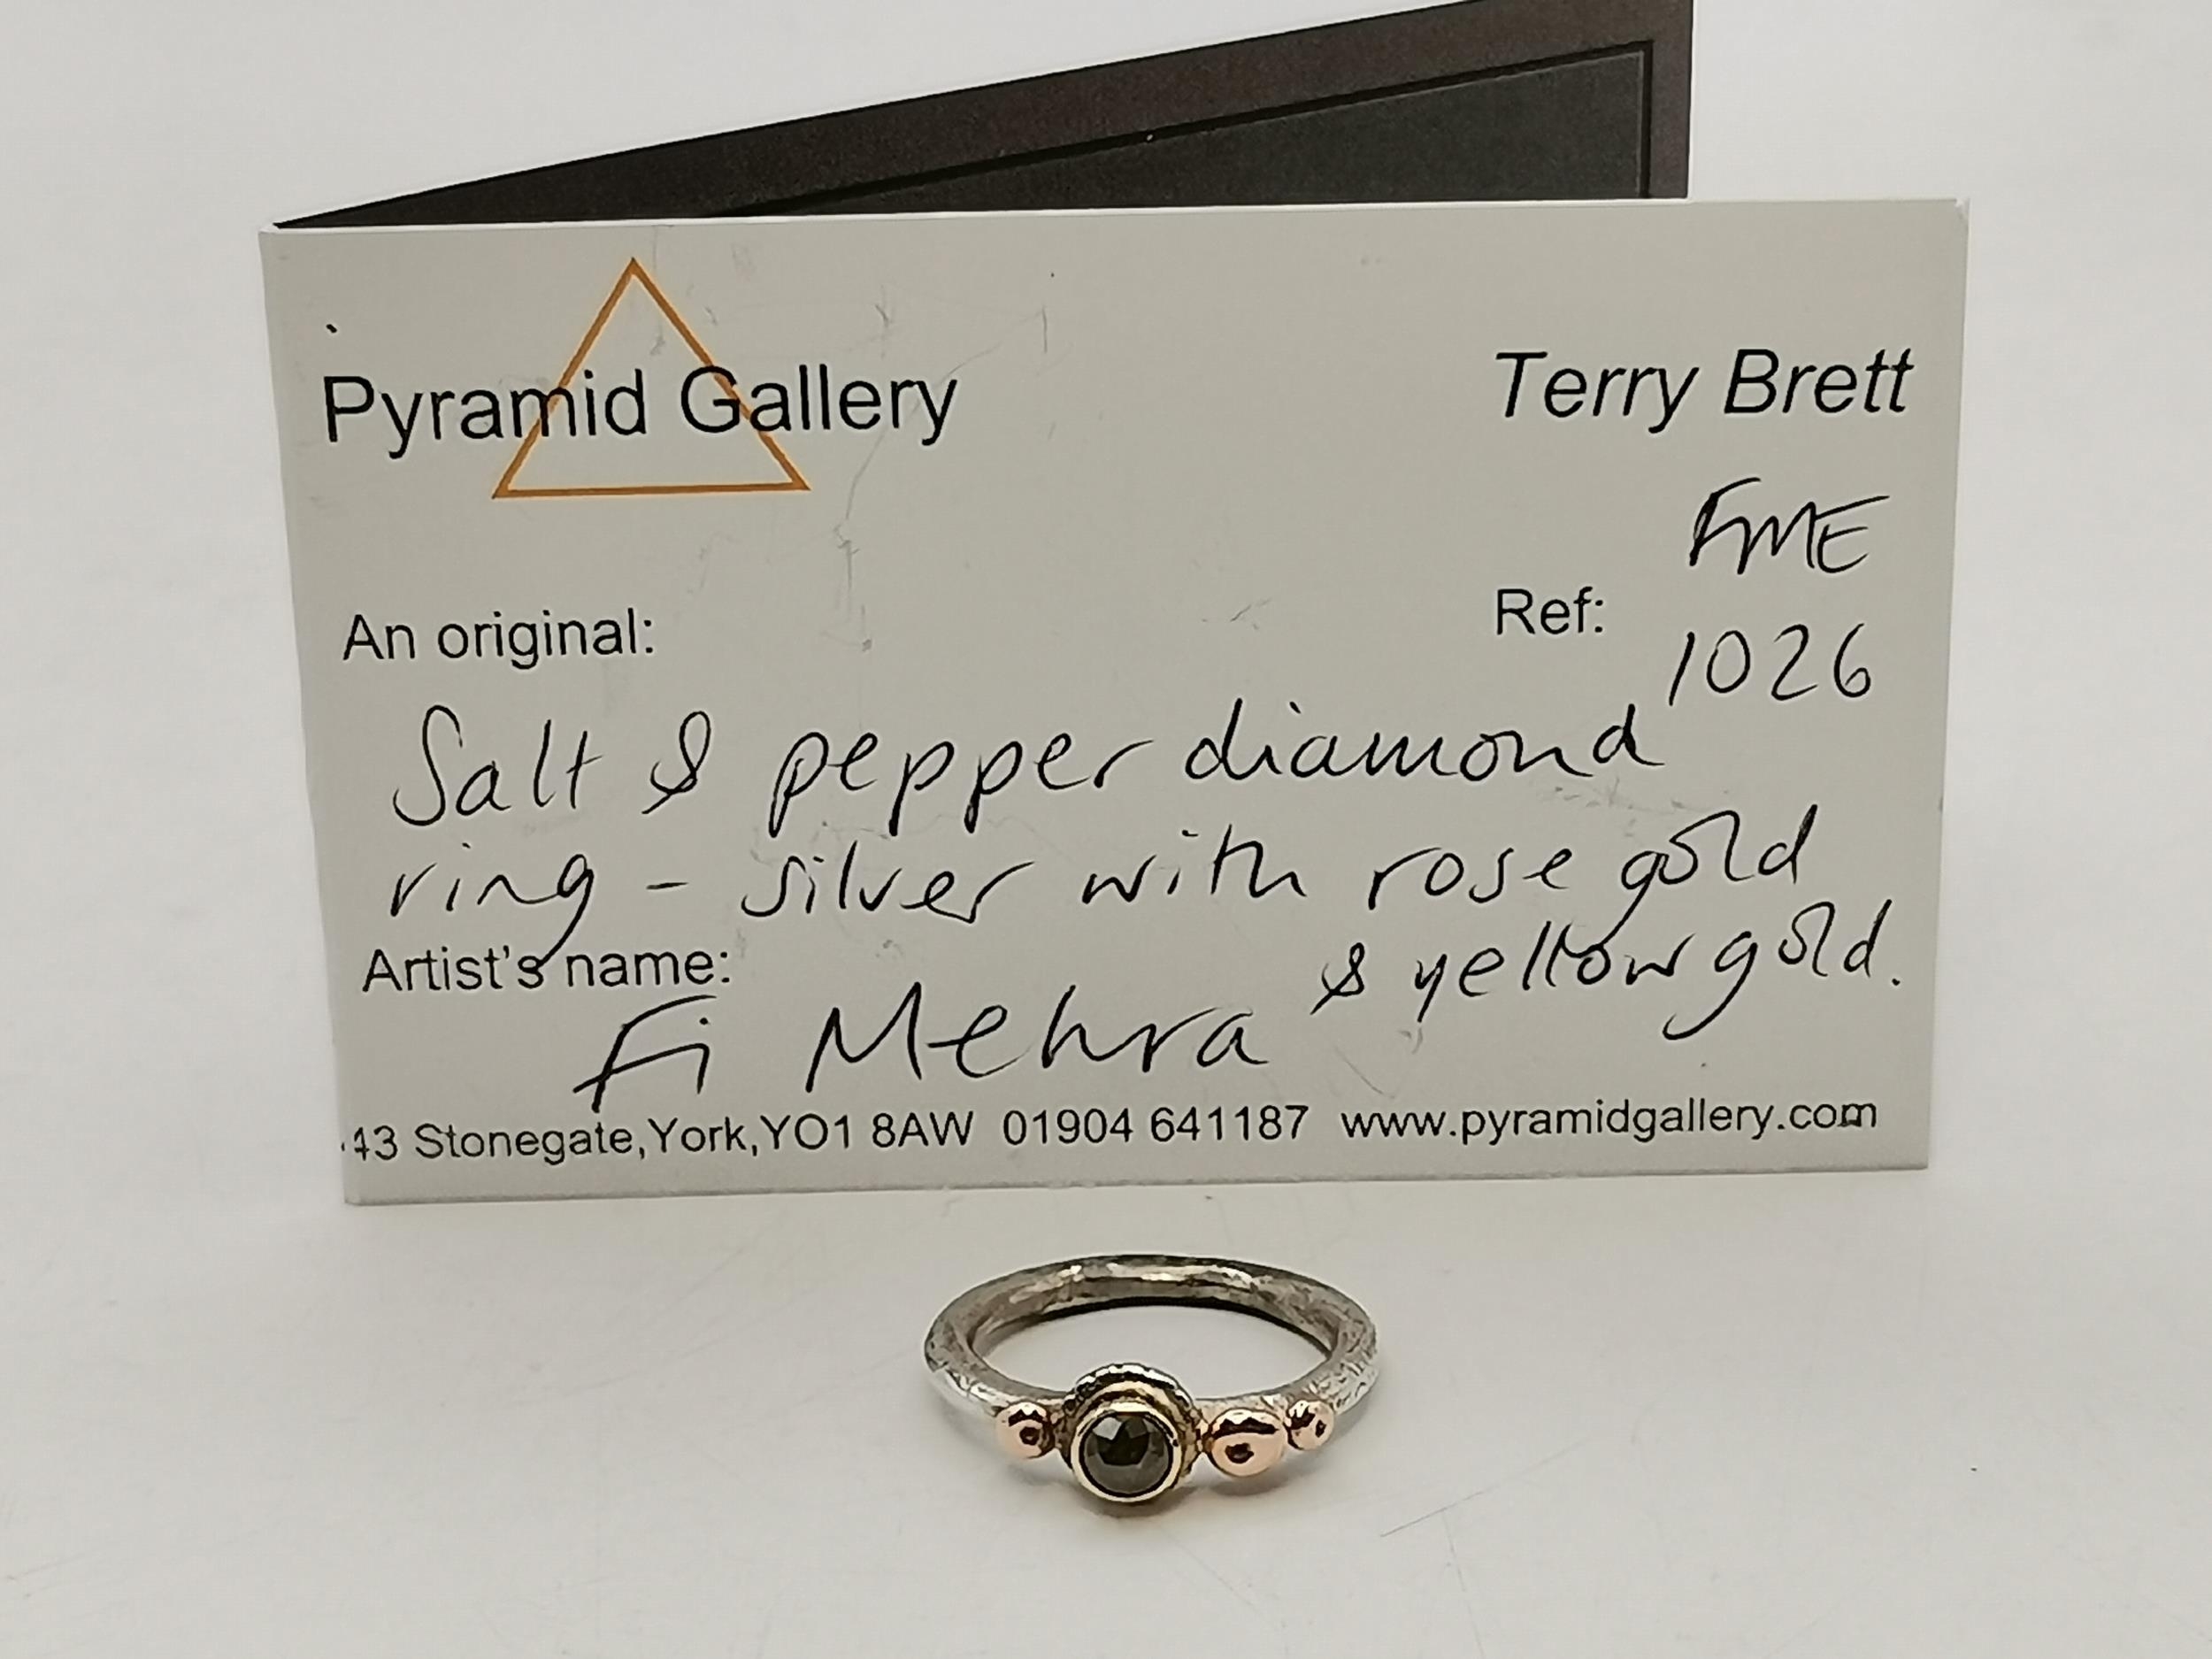 Pyramid Gallery
Terry Brett
FME
An original:
Ref:
1026
Salt & pepper diamond
ring - silver with rose gold
& yellow gold.
Artist's name:
Fi Mehra
43 Stonegate,York,YO1 8AW 01904 641187 www.pyramidgallery.com